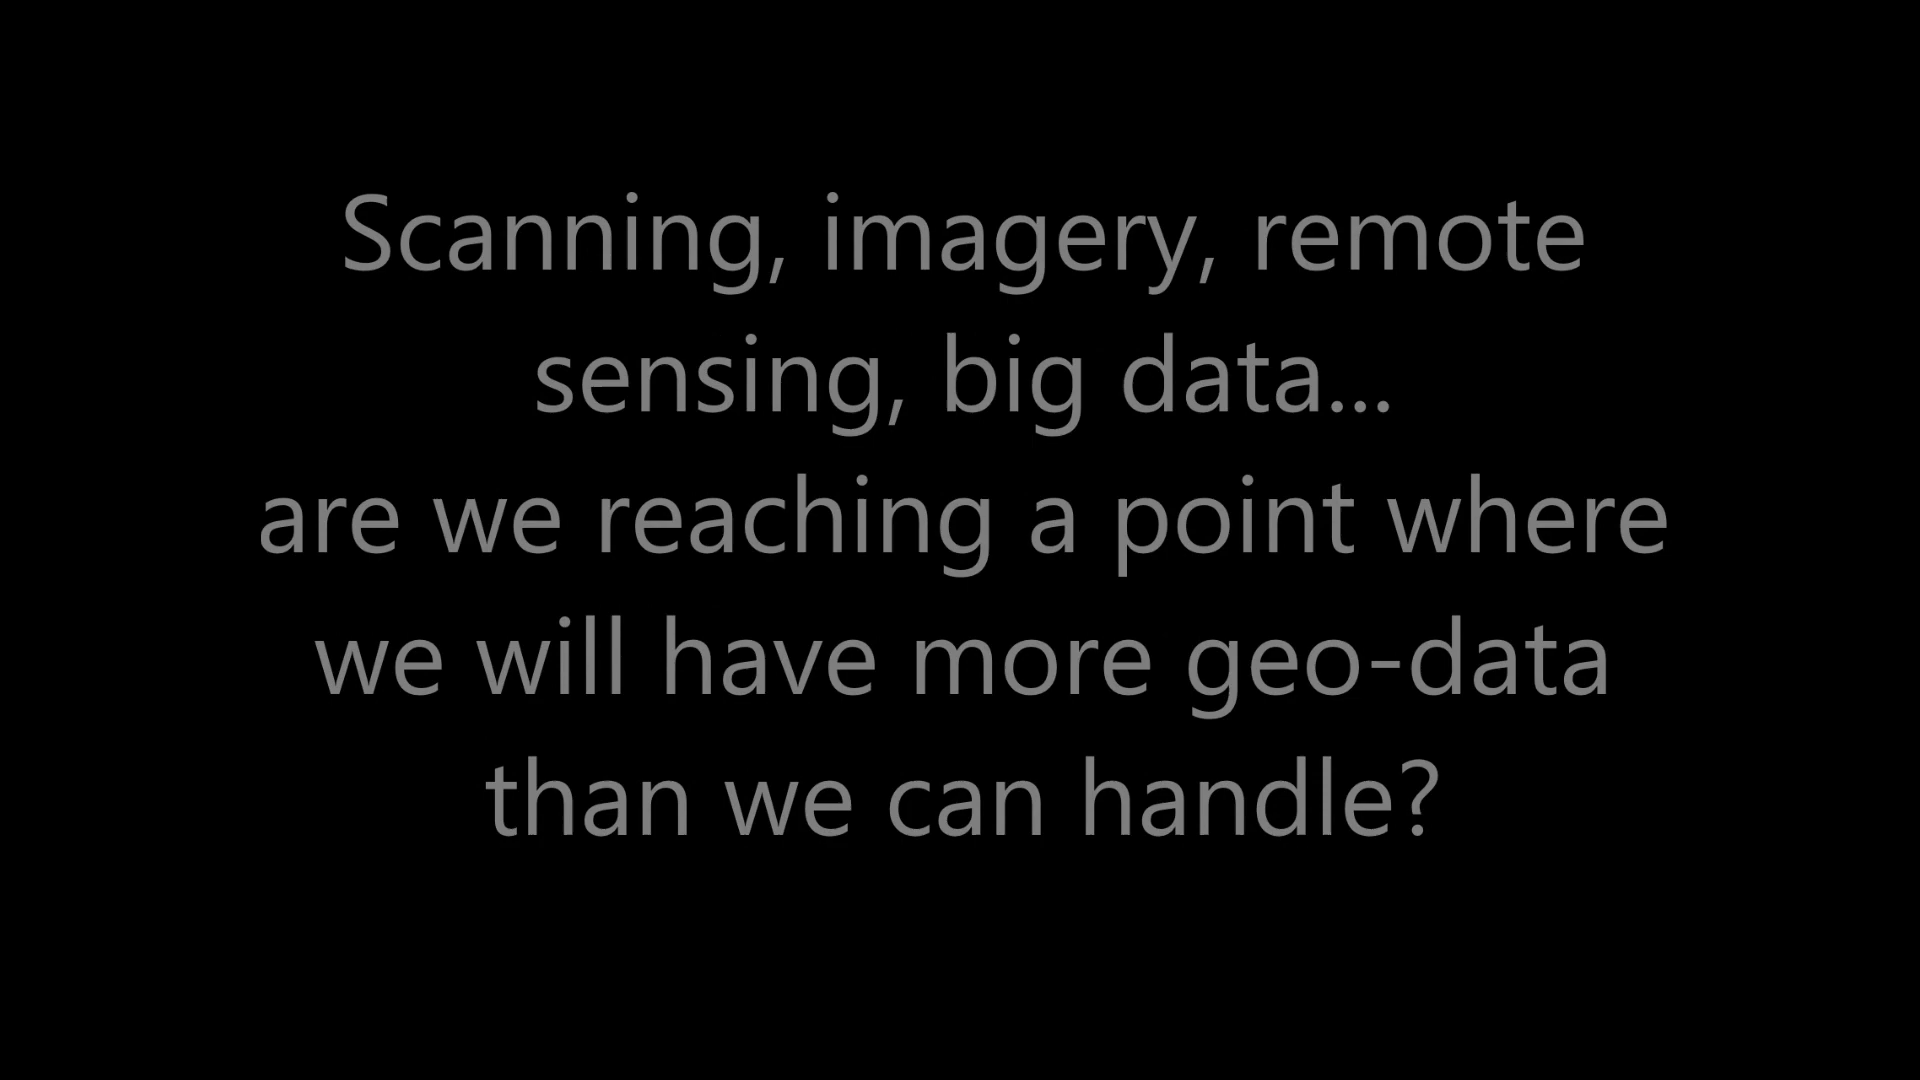 Scanning, imagery, remote
sensing, big data...
are we reaching a point where
we will have more geo-data
than we can handle?